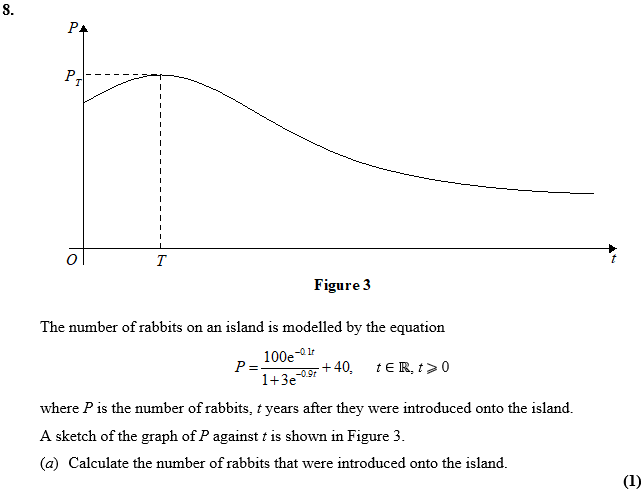 8.
P
P_T
O
T
t
Figure 3
The number of rabbits on an island is modelled by the equation
P = \frac{100e^{-0.1t}}{1+3e^{-0.9t}} + 40, t ∈ ℝ, t ⩾ 0
where P is the number of rabbits, t years after they were introduced onto the island.
A sketch of the graph of P against t is shown in Figure 3.
(a) Calculate the number of rabbits that were introduced onto the island.
(1)